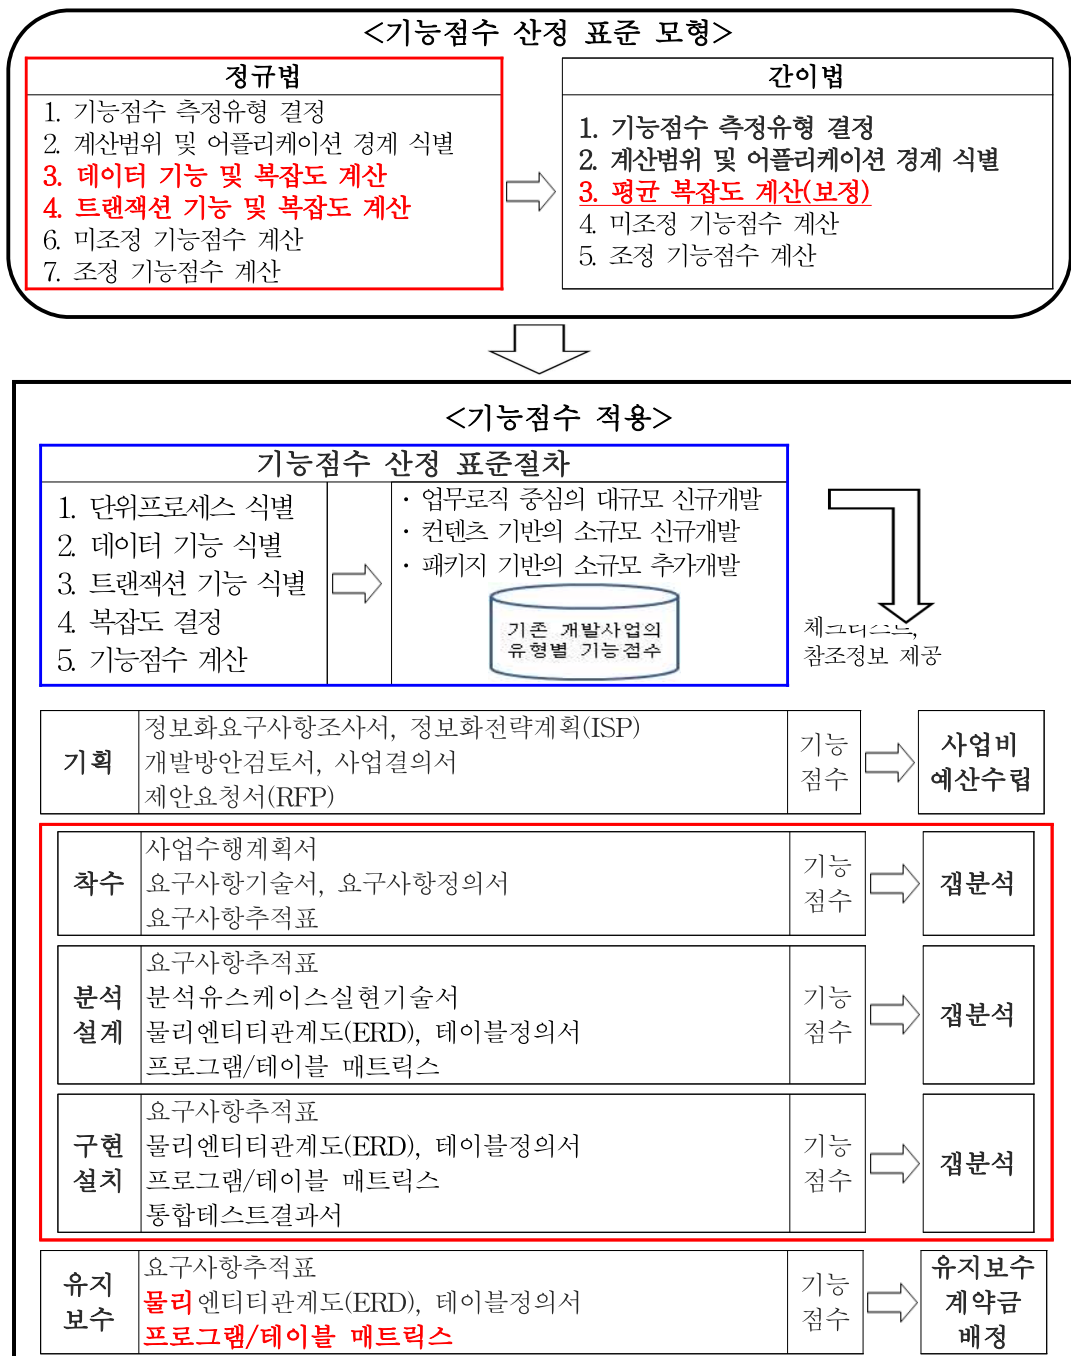 <기능점수 산정 표준 모형>
정규법
1. 기능점수 측정유형 결정
2. 계산범위 및 어플리케이션 경계 식별
3. 데이터 기능 및 복잡도 계산
4. 트랜잭션 기능 및 복잡도 계산
6. 미조정 기능점수 계산
7. 조정 기능점수 계산
간이법
1. 기능점수 측정유형 결정
2. 계산범위 및 어플리케이션 경계 식별
3. 평균 복잡도 계산(보정)
4. 미조정 기능점수 계산
5. 조정 기능점수 계산
<기능점수 적용>
기능점수 산정 표준절차
1. 단위프로세스 식별
2. 데이터 기능 식별
3. 트랜잭션 기능 식별
4. 복잡도 결정
5. 기능점수 계산
· 업무로직 중심의 대규모 신규개발
· 컨텐츠 기반의 소규모 신규개발
· 패키지 기반의 소규모 추가개발
기존 개발사업의
유형별 기능점수
체크리스트,
참조정보 제공
기획
정보화요구사항조사서, 정보화전략계획(ISP)
개발방안검토서, 사업결의서
제안요청서(RFP)
기능
점수
사업비
예산수립
착수
사업수행계획서
요구사항기술서, 요구사항정의서
요구사항추적표
기능
점수
갭분석
분석
설계
요구사항추적표
분석유스케이스실현기술서
물리엔티티관계도(ERD), 테이블정의서
프로그램/테이블 매트릭스
기능
점수
갭분석
구현
설치
요구사항추적표
물리엔티티관계도(ERD), 테이블정의서
프로그램/테이블 매트릭스
통합테스트결과서
기능
점수
갭분석
유지
보수
요구사항추적표
물리엔티티관계도(ERD), 테이블정의서
프로그램/테이블 매트릭스
기능
점수
유지보수
계약금
배정